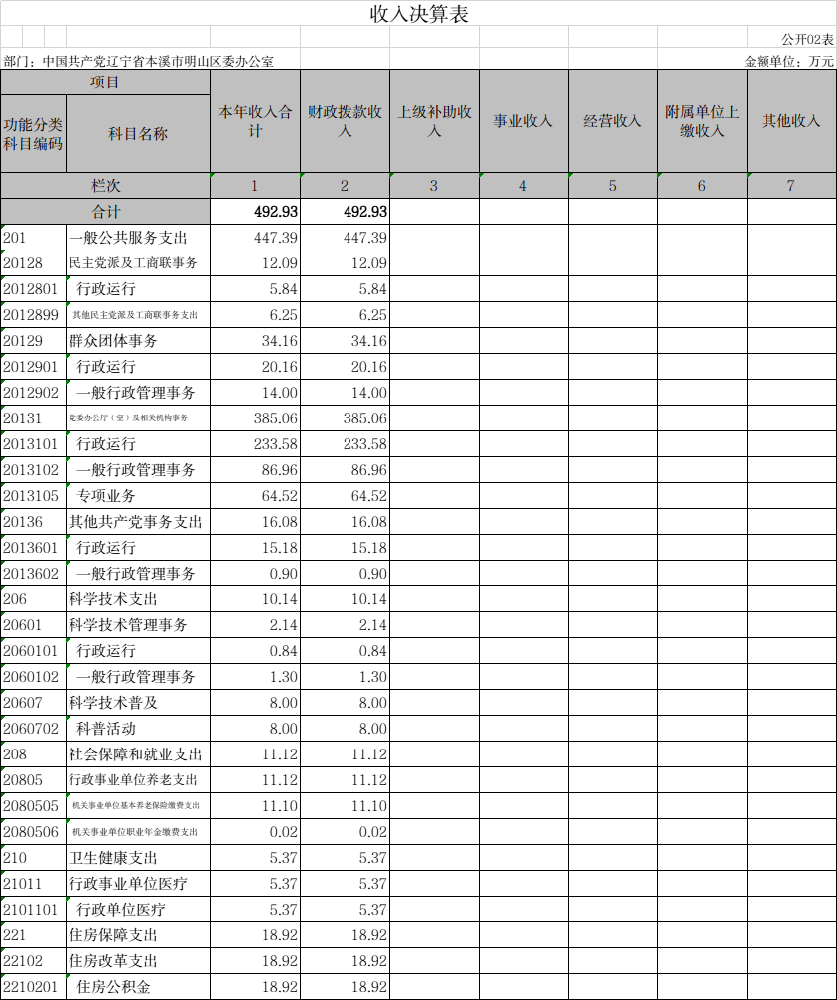 收入决算表
公开02表
部门：中国共产党辽宁省本溪市明山区委办公室 金额单位：万元
项目 本年收入合计 财政拨款收入 上级补助收入 事业收入 经营收入 附属单位上缴收入 其他收入
功能分类科目编码 科目名称
栏次 1 2 3 4 5 6 7
合计 492.93 492.93
201 一般公共服务支出 447.39 447.39
20128 民主党派及工商联事务 12.09 12.09
2012801 行政运行 5.84 5.84
2012899 其他民主党派及工商联事务支出 6.25 6.25
20129 群众团体事务 34.16 34.16
2012901 行政运行 20.16 20.16
2012902 一般行政管理事务 14.00 14.00
20131 党委办公厅（室）及相关机构事务 385.06 385.06
2013101 行政运行 233.58 233.58
2013102 一般行政管理事务 86.96 86.96
2013105 专项业务 64.52 64.52
20136 其他共产党事务支出 16.08 16.08
2013601 行政运行 15.18 15.18
2013602 一般行政管理事务 0.90 0.90
206 科学技术支出 10.14 10.14
20601 科学技术管理事务 2.14 2.14
2060101 行政运行 0.84 0.84
2060102 一般行政管理事务 1.30 1.30
20607 科学技术普及 8.00 8.00
2060702 科普活动 8.00 8.00
208 社会保障和就业支出 11.12 11.12
20805 行政事业单位养老支出 11.12 11.12
2080505 机关事业单位基本养老保险缴费支出 11.10 11.10
2080506 机关事业单位职业年金缴费支出 0.02 0.02
210 卫生健康支出 5.37 5.37
21011 行政事业单位医疗 5.37 5.37
2101101 行政单位医疗 5.37 5.37
221 住房保障支出 18.92 18.92
22102 住房改革支出 18.92 18.92
2210201 住房公积金 18.92 18.92